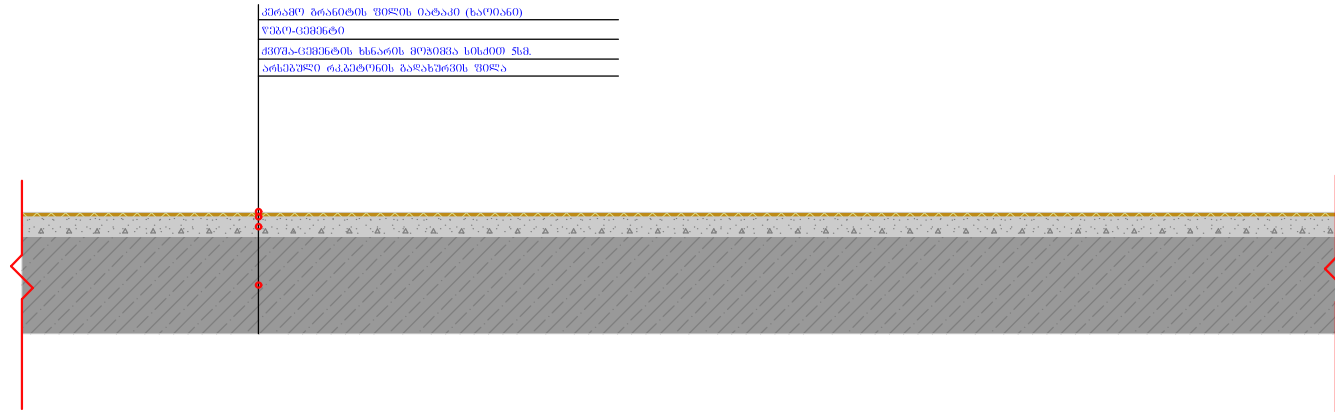 კერამო გრანიტის ფილის იატაკი (ხაოიანი)
წებო-ცემენტი
ქვიშა-ცემენტის ხსნარის მოჭიმვა სისქით 5სმ.
არსებული რკ.ბეტონის გადახურვის ფილა